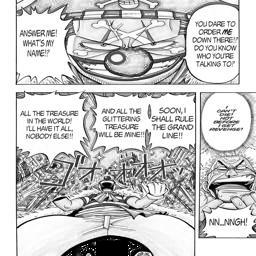 YOU DARE TO
ORDER ME
DOWN THERE!?
DO YOU KNOW
WHO YOU'RE
TALKING TO?
ANSWER ME!
WHAT'S MY
NAME!?
I
CAN'T
DIE!
NOT
BEFORE
I GET
REVENGE!
NN...NNGH!
SOON, I
SHALL RULE
THE GRAND
LINE!!
AND ALL THE
GLITTERING
TREASURE
WILL BE MINE!!
ALL THE TREASURE
IN THE WORLD!
I'LL HAVE IT ALL,
NOBODY ELSE!!